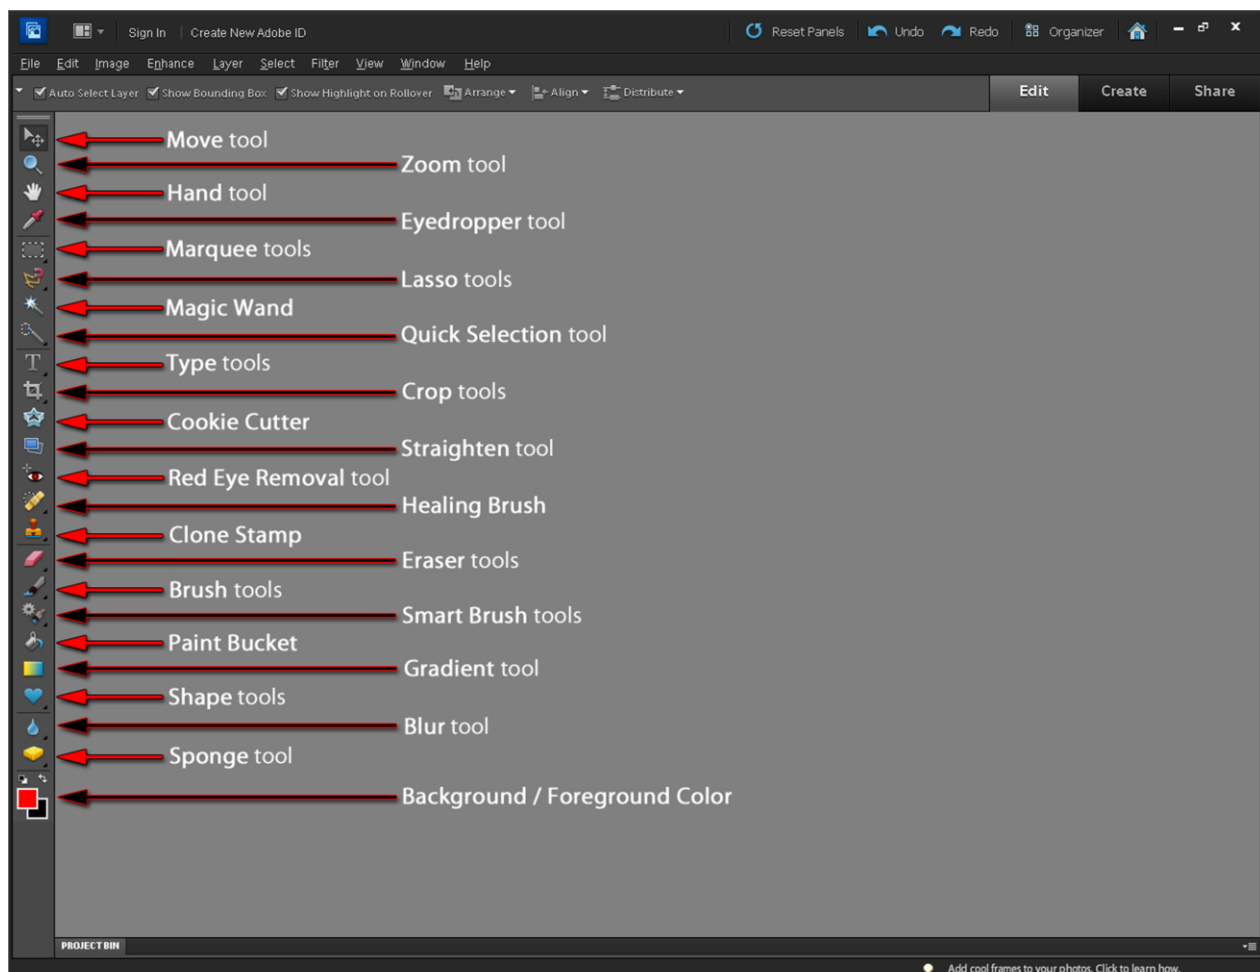 Sign In | Create New Adobe ID Reset Panels Undo Redo Organizer
File Edit Image Enhance Layer Select Filter View Window Help
Auto Select Layer Show Bounding Box Show Highlight on Rollover Arrange Align Distribute Edit Create Share
Move tool
Zoom tool
Hand tool
Eyedropper tool
Marquee tools
Lasso tools
Magic Wand
Quick Selection tool
T Type tools
Crop tools
Cookie Cutter
Straighten tool
Red Eye Removal tool
Healing Brush
Clone Stamp
Eraser tools
Brush tools
Smart Brush tools
Paint Bucket
Gradient tool
Shape tools
Blur tool
Sponge tool
Background / Foreground Color
PROJECT BIN
Add cool frames to your photos. Click to learn how.